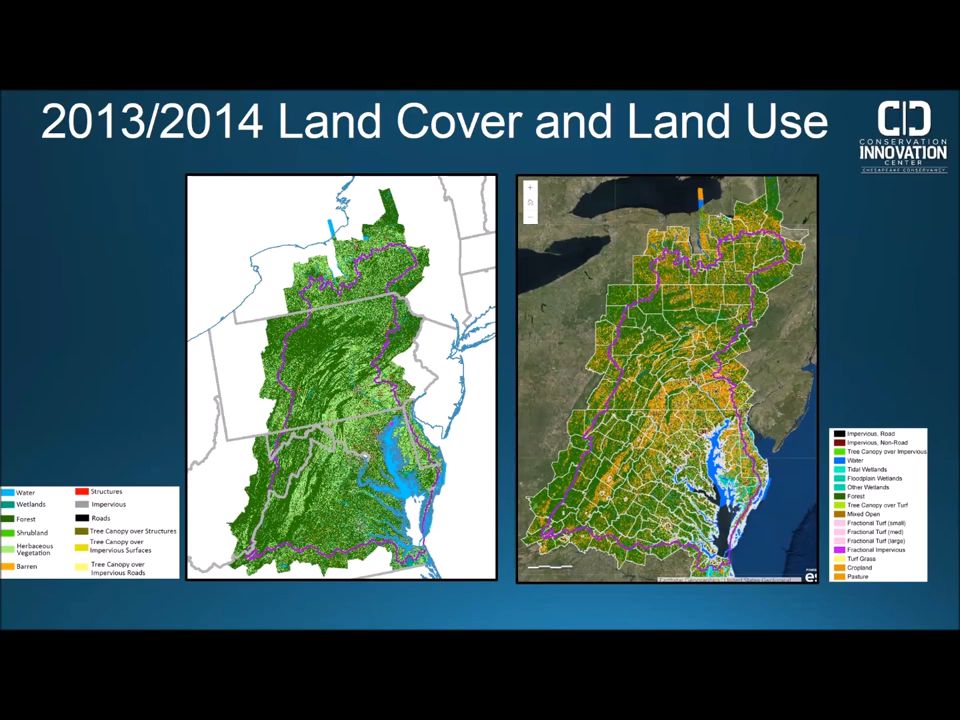 2013/2014 Land Cover and Land Use
CONSERVATION
INNOVATION
CENTER
CHESAPEAKE CONSERVANCY
Water
Wetlands
Forest
Shrubland
Herbaceous
Vegetation
Barren
Structures
Impervious
Roads
Tree Canopy over Structures
Tree Canopy over
Impervious Surfaces
Tree Canopy over
Impervious Roads
Impervious, Road
Impervious, Non-Road
Tree Canopy over Impervious
Water
Tidal Wetlands
Floodplain Wetlands
Other Wetlands
Forest
Tree Canopy over Turf
Mixed Open
Fractional Turf (small)
Fractional Turf (med)
Fractional Turf (large)
Fractional Impervious
Turf Grass
Cropland
Pasture